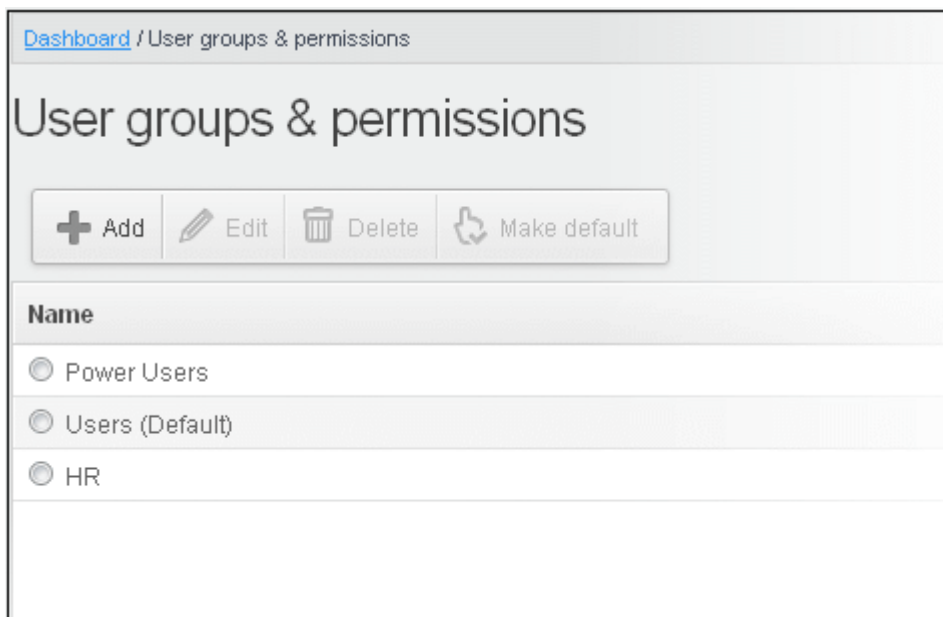 Dashboard / User groups & permissions
User groups & permissions
Add Edit Delete Make default
Name
Power Users
Users (Default)
HR